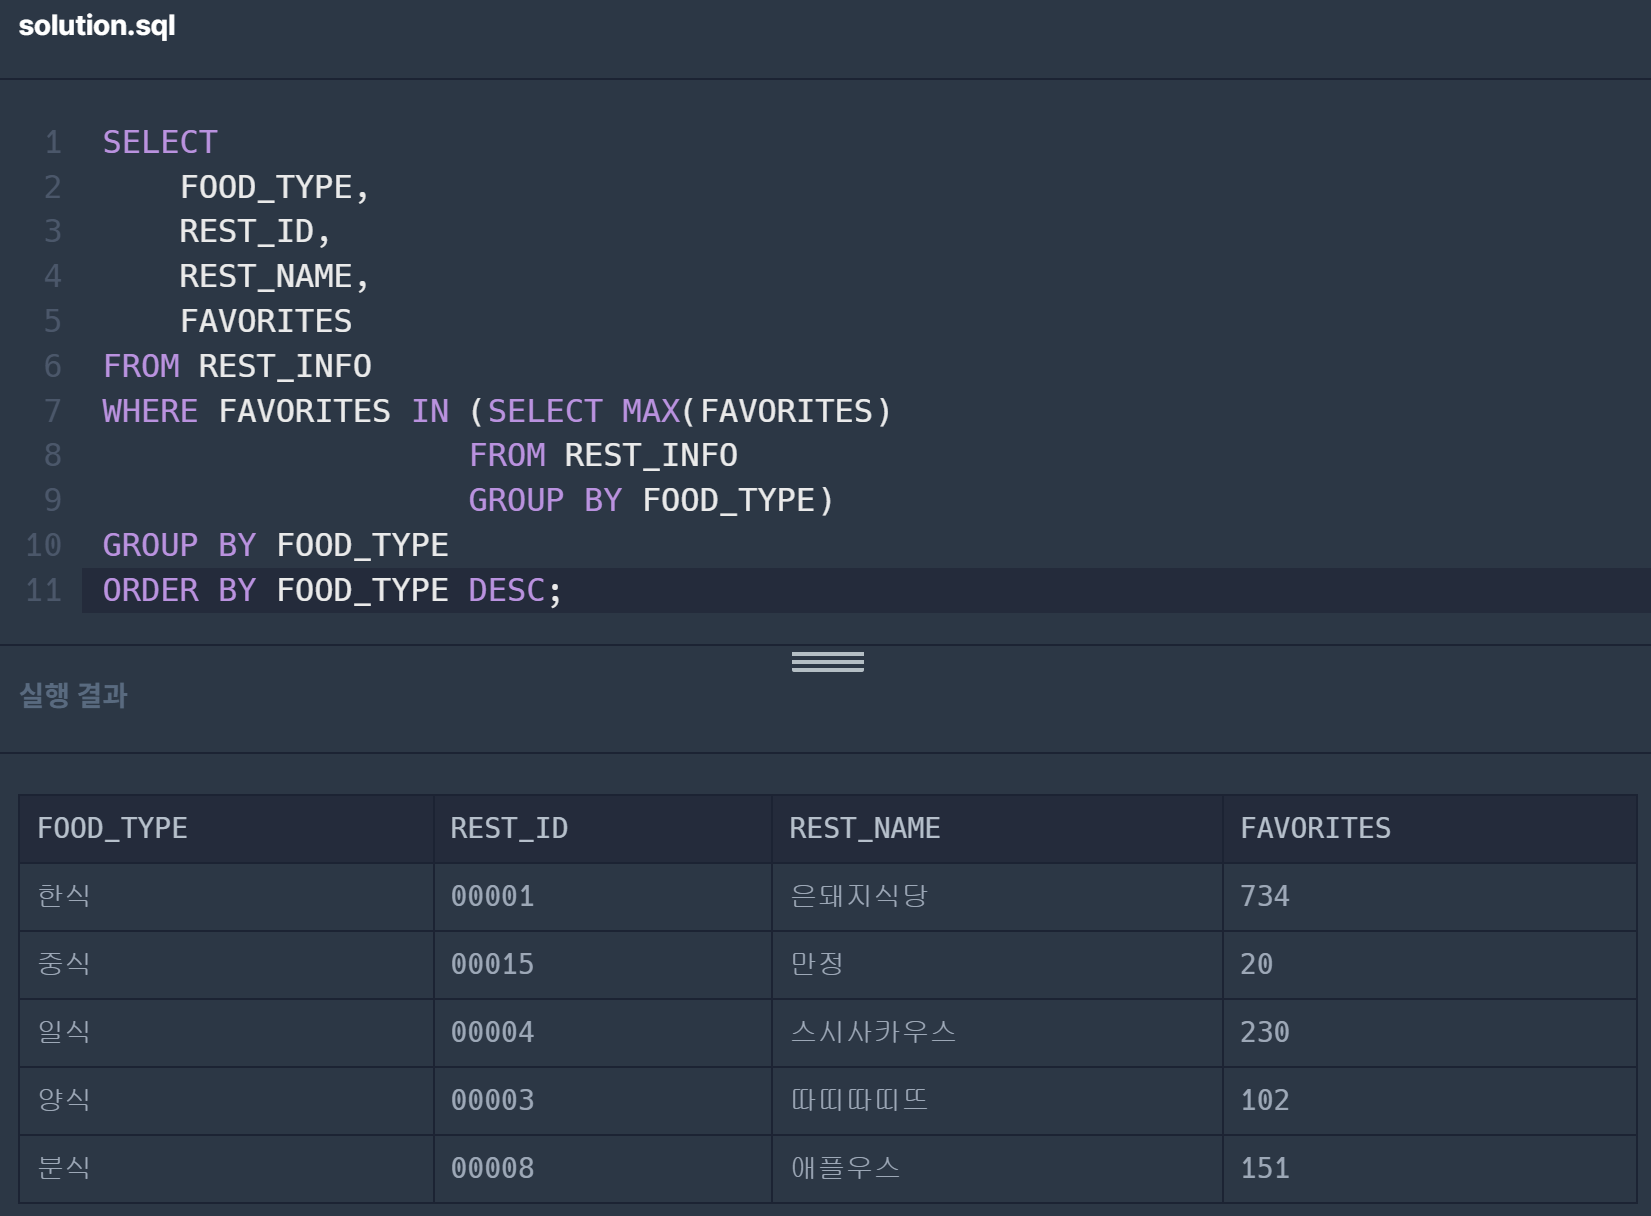 solution.sql
1 SELECT
2     FOOD_TYPE,
3     REST_ID,
4     REST_NAME,
5     FAVORITES
6 FROM REST_INFO
7 WHERE FAVORITES IN (SELECT MAX(FAVORITES)
8                    FROM REST_INFO
9                    GROUP BY FOOD_TYPE)
10 GROUP BY FOOD_TYPE
11 ORDER BY FOOD_TYPE DESC;
실행 결과
FOOD_TYPE REST_ID REST_NAME FAVORITES
한식 00001 은돼지식당 734
중식 00015 만정 20
일식 00004 스시사카우스 230
양식 00003 따띠따띠뜨 102
분식 00008 애플우스 151